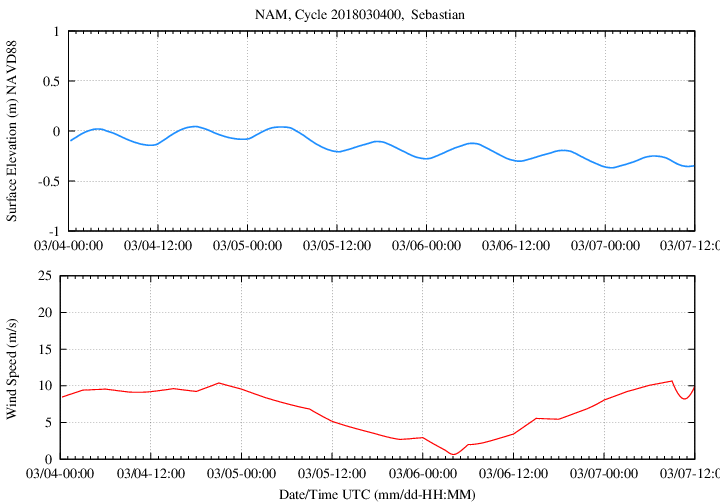 NAM, Cycle 2018030400,  Sebastian
Surface Elevation (m) NAVD88
1
0.5
0
-0.5
-1
03/04-00:00 03/04-12:00 03/05-00:00 03/05-12:00 03/06-00:00 03/06-12:00 03/07-00:00 03/07-12:0
Wind Speed (m/s)
25
20
15
10
5
0
03/04-00:00 03/04-12:00 03/05-00:00 03/05-12:00 03/06-00:00 03/06-12:00 03/07-00:00 03/07-12:0
Date/Time UTC (mm/dd-HH:MM)